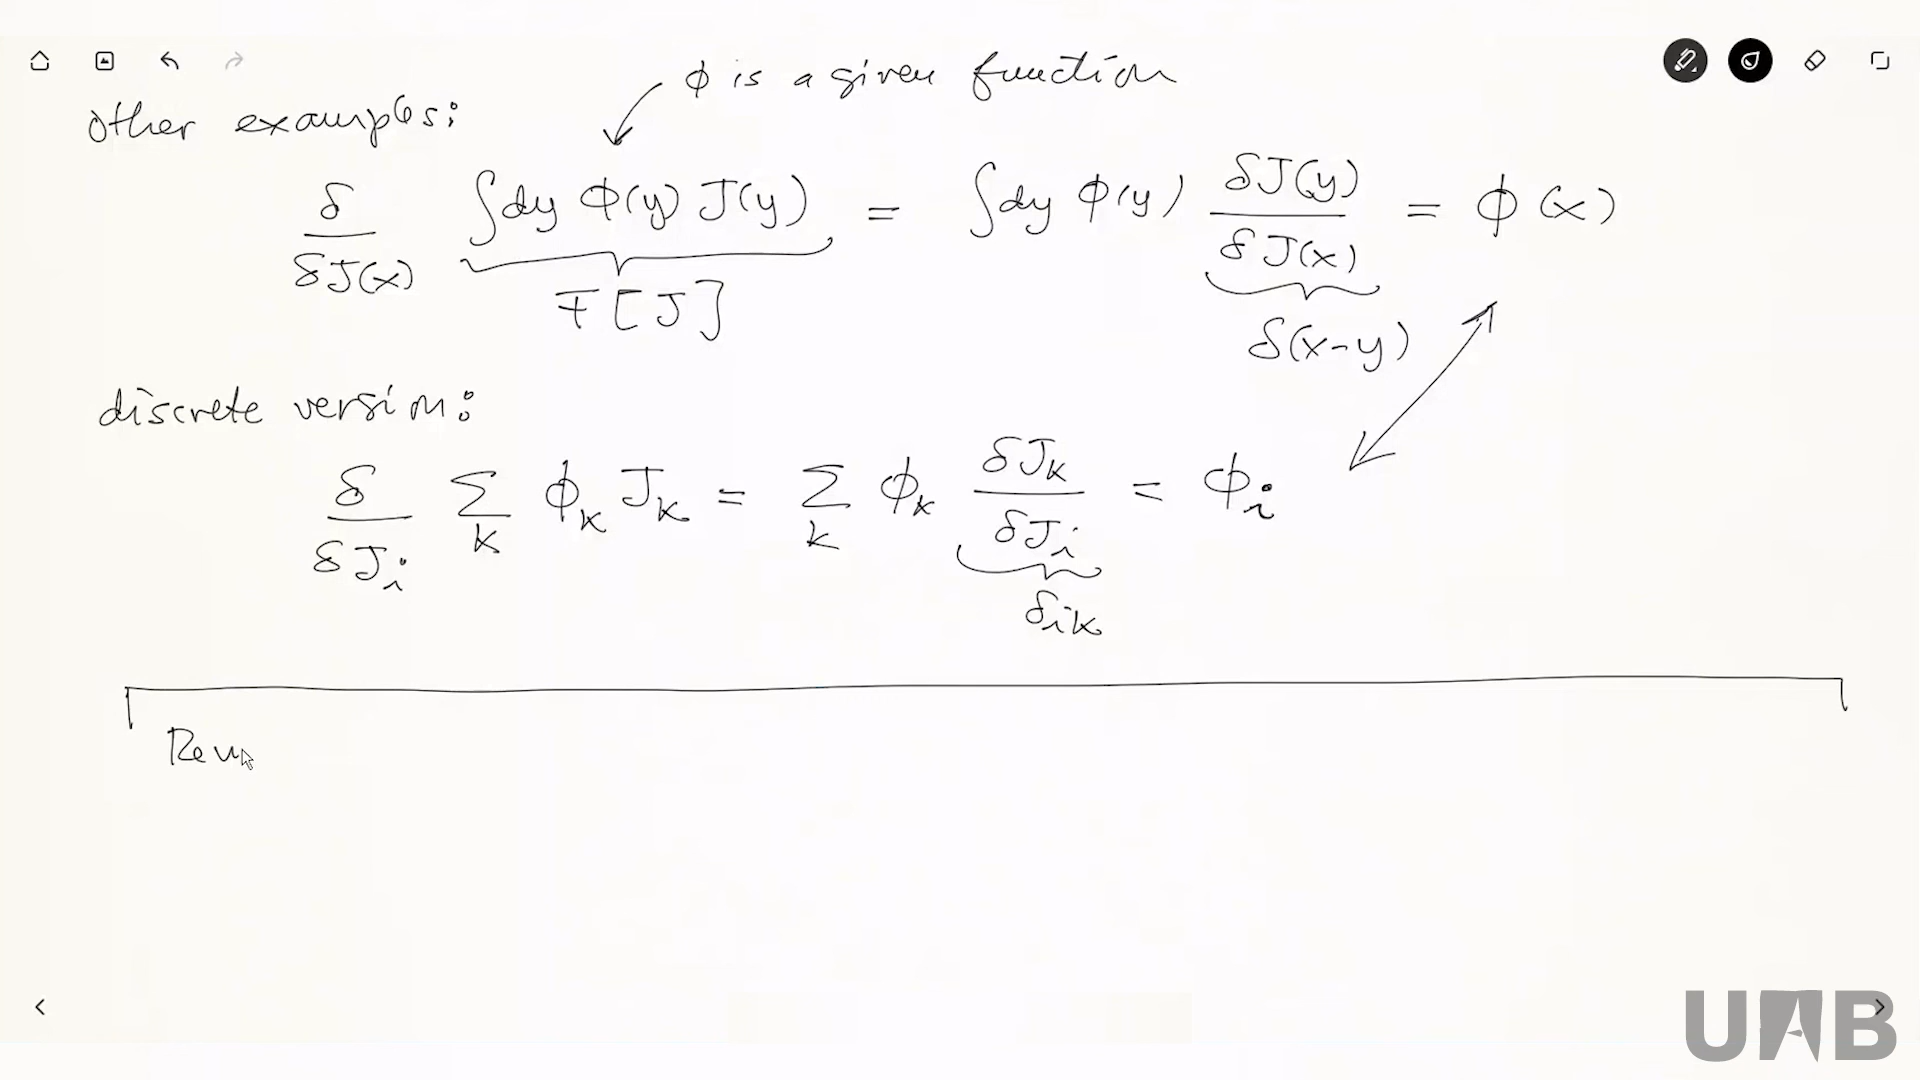 ϕ is a given function
other examples:
δ/δJ(x) ∫dy ϕ(y) J(y) = ∫dy ϕ(y) δJ(y)/δJ(x) = ϕ(x)
F[J]
δ(x-y)
discrete version:
δ/δJ_i Σ_k ϕ_k J_k = Σ_k ϕ_k δJ_k/δJ_i = ϕ_i
δ_ik
UAB